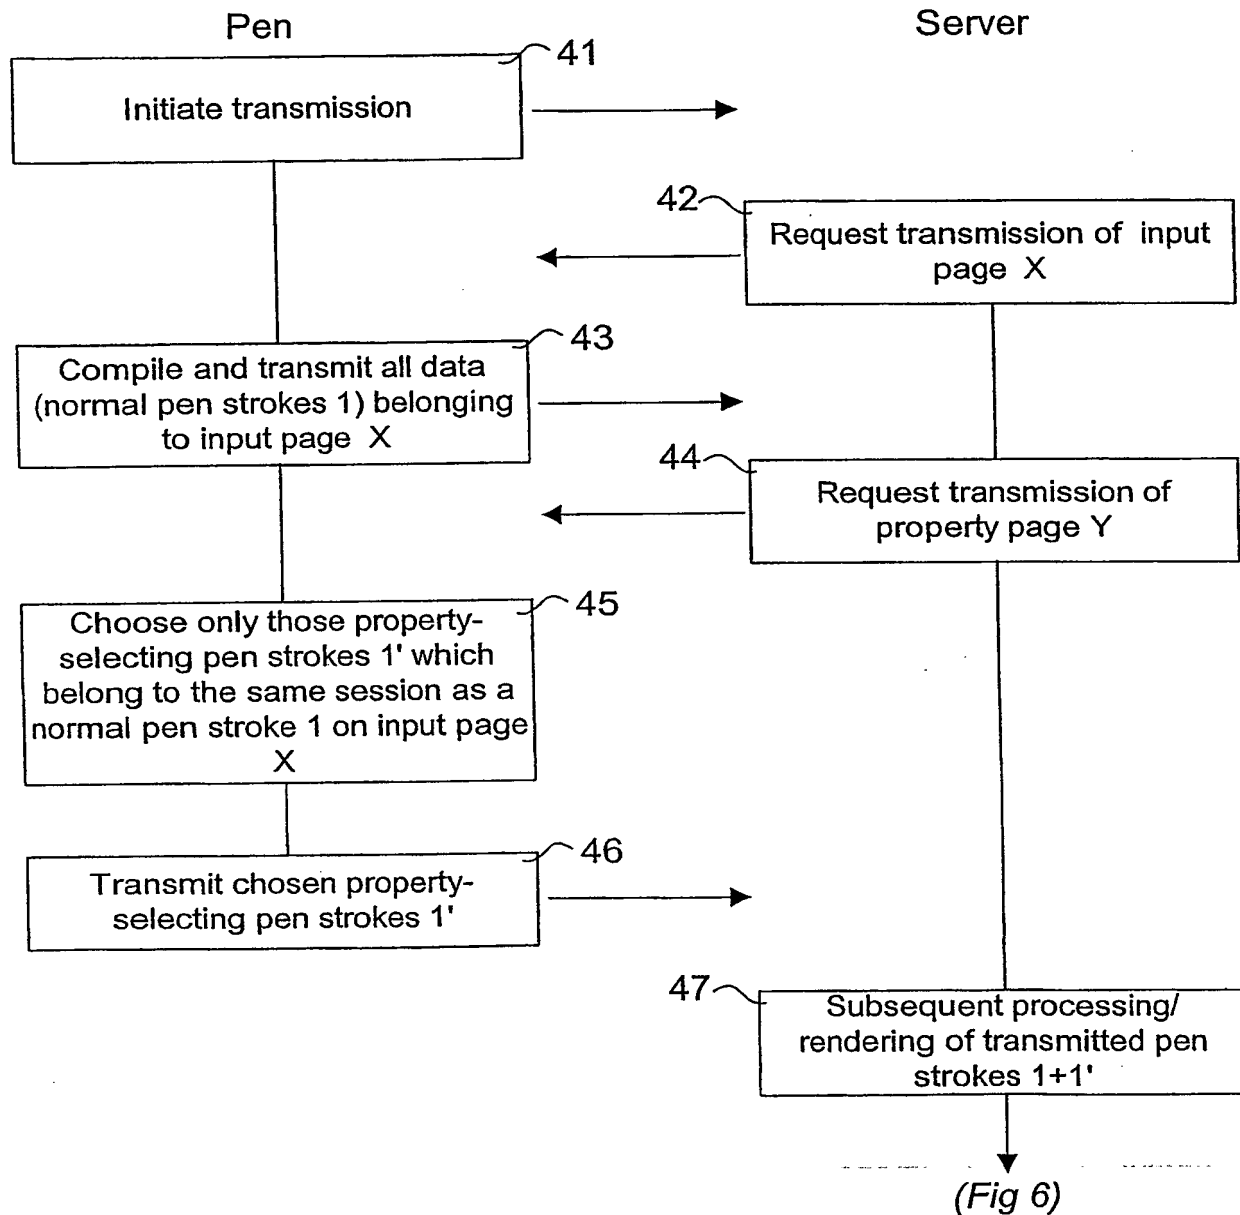 Pen
Server
41
Initiate transmission
42
Request transmission of input
page X
43
Compile and transmit all data
(normal pen strokes 1) belonging
to input page X
44
Request transmission of
property page Y
45
Choose only those property-
selecting pen strokes 1' which
belong to the same session as a
normal pen stroke 1 on input page
X
46
Transmit chosen property-
selecting pen strokes 1'
47
Subsequent processing/
rendering of transmitted pen
strokes 1+1'
(Fig 6)